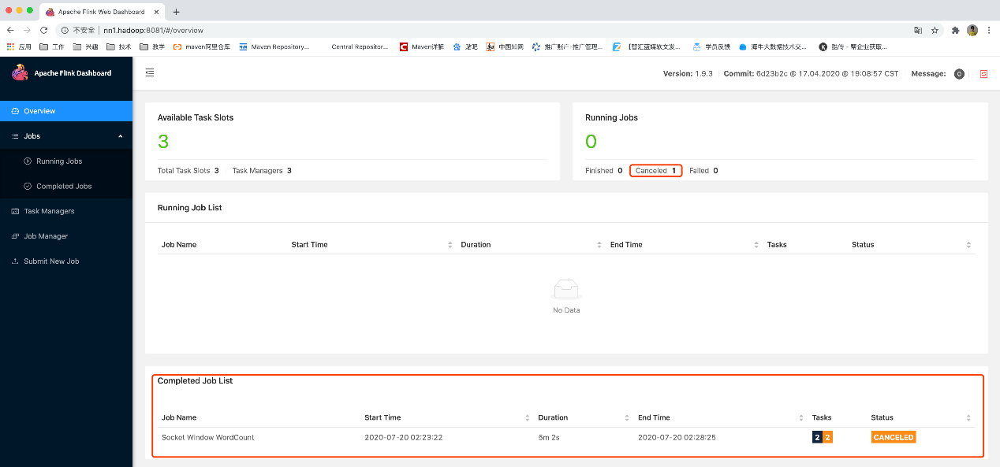 Apache Flink Web Dashboard
不安全 nn1.hadoop:8081/#/overview
应用 工作 兴趣 技术 教学 maven阿里仓库 Maven Repository... Central Repositor... Maven详解 贴吧 中国知网 推广账户-推广管理... 【智汇蓝媒软文发... 学员反馈 海牛大数据技术交... 酷传 - 帮企业获取...
Apache Flink Dashboard
Version: 1.9.3 Commit: 6d23b2c @ 17.04.2020 @ 19:08:57 CST Message: 0
Overview
Jobs
Running Jobs
Completed Jobs
Task Managers
Job Manager
Submit New Job
Available Task Slots
3
Total Task Slots 3 Task Managers 3
Running Jobs
0
Finished 0 Canceled 1 Failed 0
Running Job List
Job Name Start Time Duration End Time Tasks Status
No Data
Completed Job List
Job Name Start Time Duration End Time Tasks Status
Socket Window WordCount 2020-07-20 02:23:22 5m 2s 2020-07-20 02:28:25 2 2 CANCELED